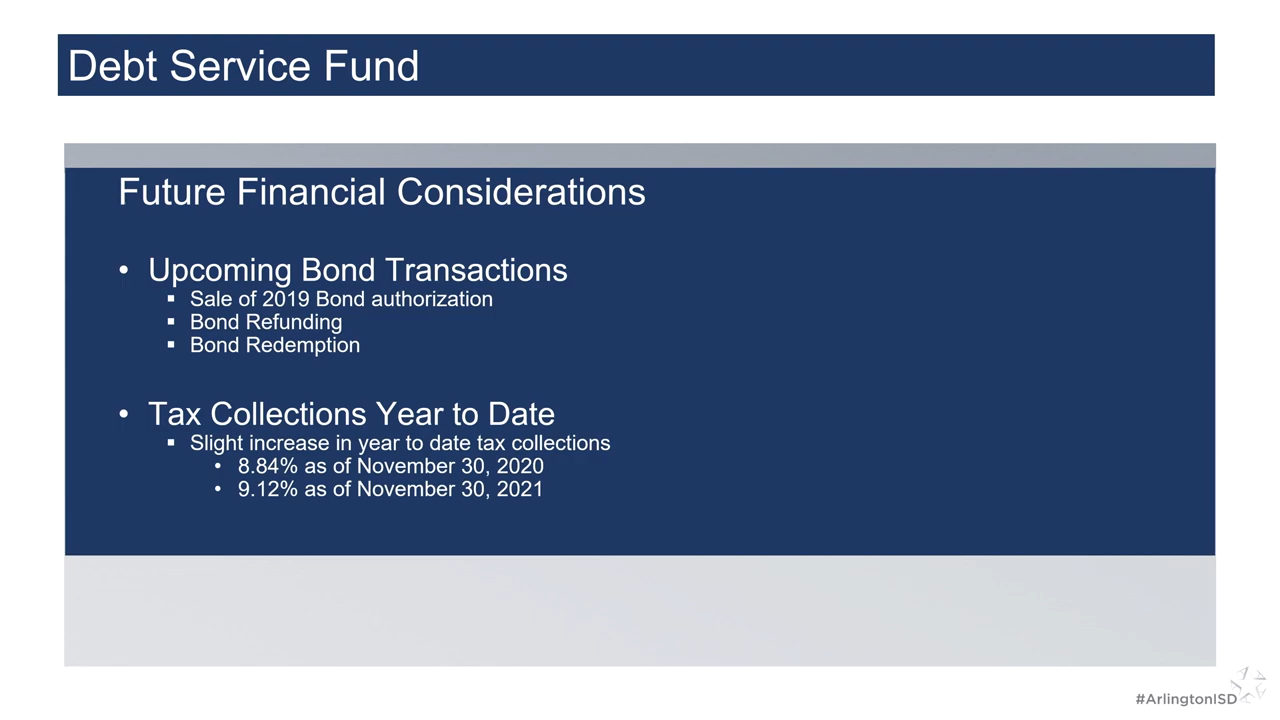 Debt Service Fund
Future Financial Considerations
• Upcoming Bond Transactions
▪ Sale of 2019 Bond authorization
▪ Bond Refunding
▪ Bond Redemption
• Tax Collections Year to Date
▪ Slight increase in year to date tax collections
• 8.84% as of November 30, 2020
• 9.12% as of November 30, 2021
#ArlingtonISD